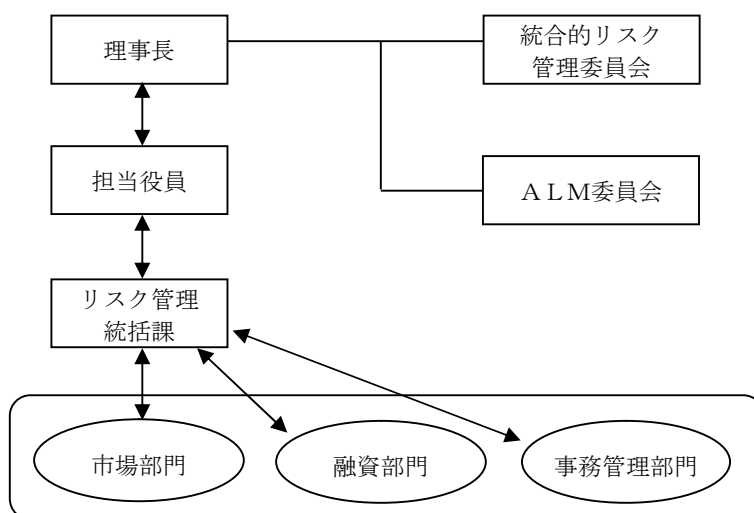 理事長
統合的リスク
管理委員会
担当役員
ＡＬＭ委員会
リスク管理
統括課
市場部門
融資部門
事務管理部門